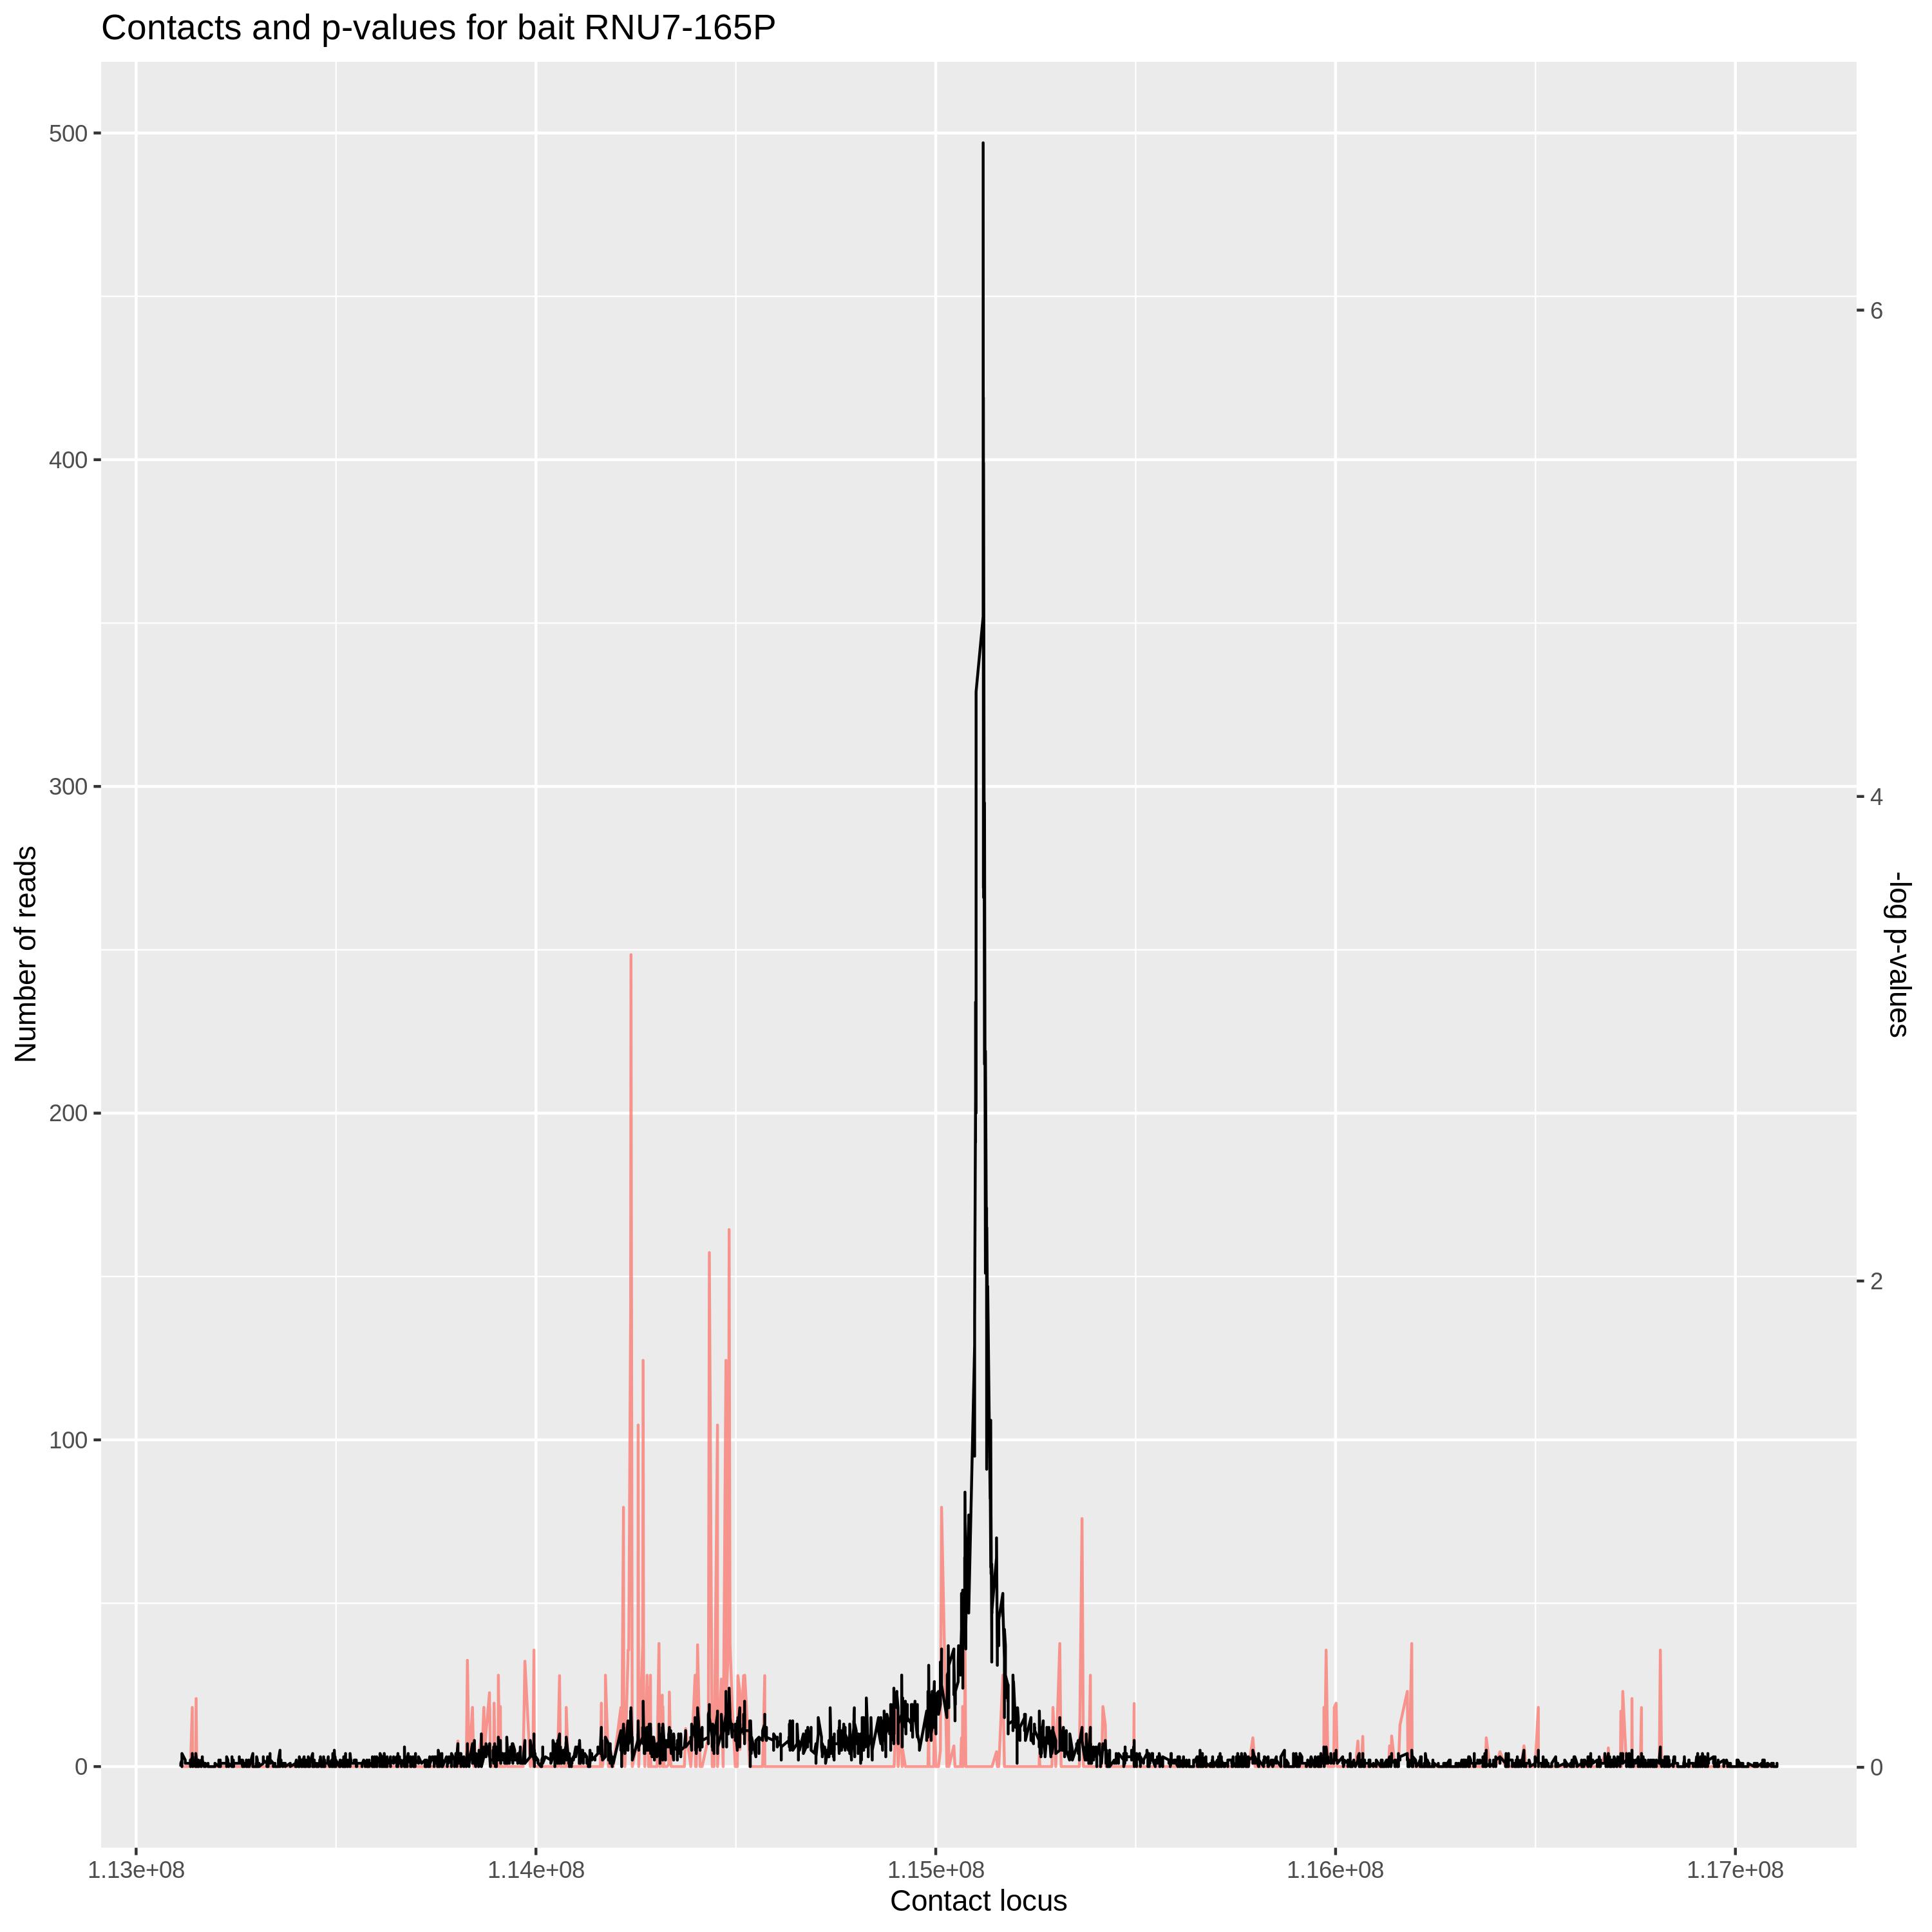 Contacts and p-values for bait RNU7-165P
500
400
300
200
100
0
Number of reads
6
4
2
0
-log p-values
1.13e+08 1.14e+08 1.15e+08 1.16e+08 1.17e+08
Contact locus